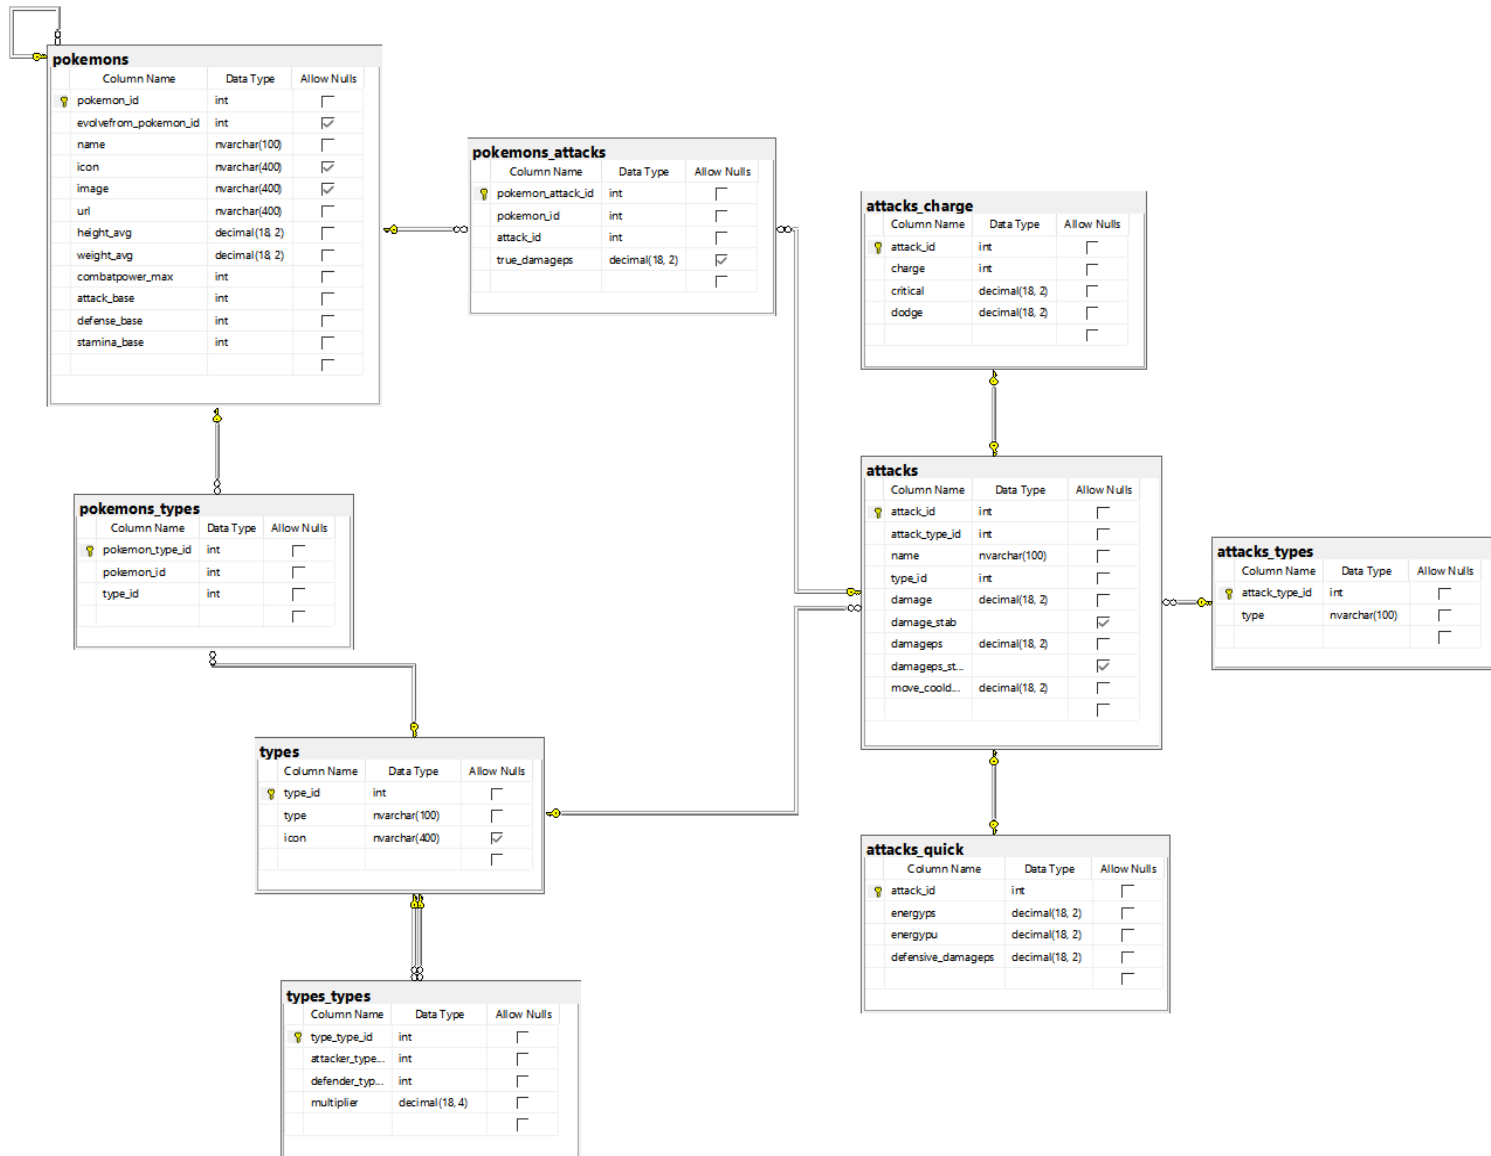 pokemons
Column Name Data Type Allow Nulls
pokemon_id int
evolvefrom_pokemon_id int
name nvarchar(100)
icon nvarchar(400)
image nvarchar(400)
url nvarchar(400)
height_avg decimal(18, 2)
weight_avg decimal(18, 2)
combatpower_max int
attack_base int
defense_base int
stamina_base int
pokemons_attacks
Column Name Data Type Allow Nulls
pokemon_attack_id int
pokemon_id int
attack_id int
true_damageps decimal(18, 2)
attacks_charge
Column Name Data Type Allow Nulls
attack_id int
charge int
critical decimal(18, 2)
dodge decimal(18, 2)
attacks
Column Name Data Type Allow Nulls
attack_id int
attack_type_id int
name nvarchar(100)
type_id int
damage decimal(18, 2)
damage_stab
damageps decimal(18, 2)
damageps_st...
move_coold... decimal(18, 2)
attacks_types
Column Name Data Type Allow Nulls
attack_type_id int
type nvarchar(100)
pokemons_types
Column Name Data Type Allow Nulls
pokemon_type_id int
pokemon_id int
type_id int
types
Column Name Data Type Allow Nulls
type_id int
type nvarchar(100)
icon nvarchar(400)
attacks_quick
Column Name Data Type Allow Nulls
attack_id int
energyps decimal(18, 2)
energypu decimal(18, 2)
defensive_damageps decimal(18, 2)
types_types
Column Name Data Type Allow Nulls
type_type_id int
attacker_type... int
defender_typ... int
multiplier decimal(18, 4)